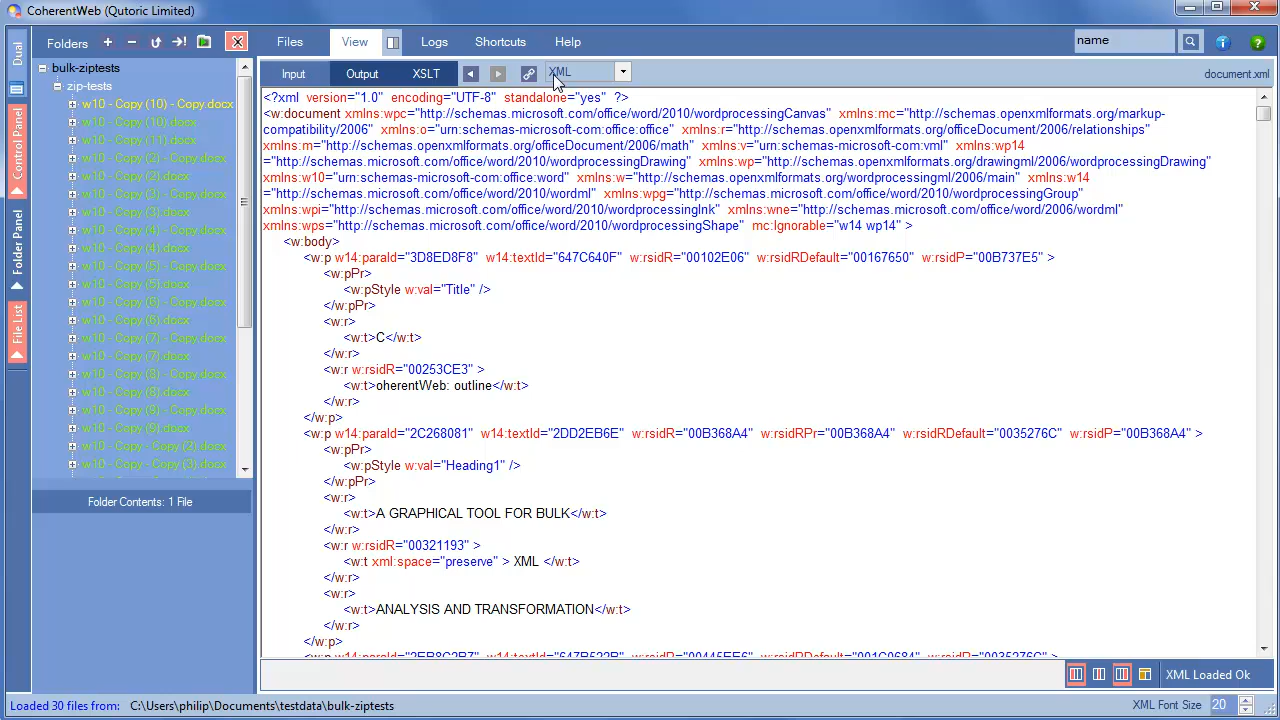 CoherentWeb (Qutoric Limited)
Dual
Control Panel
Folder Panel
File List
Folders
Files View Logs Shortcuts Help
name
Input Output XSLT
XML
document.xml
bulk-ziptests
zip-tests
w10 - Copy (10) - Copy.docx
w10 - Copy (10).docx
w10 - Copy (11).docx
w10 - Copy (2) - Copy.docx
w10 - Copy (2).docx
w10 - Copy (3) - Copy.docx
w10 - Copy (3).docx
w10 - Copy (4) - Copy.docx
w10 - Copy (4).docx
w10 - Copy (5) - Copy.docx
w10 - Copy (5).docx
w10 - Copy (6) - Copy.docx
w10 - Copy (6).docx
w10 - Copy (7) - Copy.docx
w10 - Copy (7).docx
w10 - Copy (8) - Copy.docx
w10 - Copy (8).docx
w10 - Copy (9) - Copy.docx
w10 - Copy (9).docx
w10 - Copy - Copy (2).docx
w10 - Copy - Copy (3).docx
Folder Contents: 1 File
<?xml version="1.0" encoding="UTF-8" standalone="yes" ?>
<w:document xmlns:wpc="http://schemas.microsoft.com/office/word/2010/wordprocessingCanvas" xmlns:mc="http://schemas.openxmlformats.org/markup-
compatibility/2006" xmlns:o="urn:schemas-microsoft-com:office:office" xmlns:r="http://schemas.openxmlformats.org/officeDocument/2006/relationships"
xmlns:m="http://schemas.openxmlformats.org/officeDocument/2006/math" xmlns:v="urn:schemas-microsoft-com:vml" xmlns:wp14
="http://schemas.microsoft.com/office/word/2010/wordprocessingDrawing" xmlns:wp="http://schemas.openxmlformats.org/drawingml/2006/wordprocessingDrawing"
xmlns:w10="urn:schemas-microsoft-com:office:word" xmlns:w="http://schemas.openxmlformats.org/wordprocessingml/2006/main" xmlns:w14
="http://schemas.microsoft.com/office/word/2010/wordml" xmlns:wpg="http://schemas.microsoft.com/office/word/2010/wordprocessingGroup"
xmlns:wpi="http://schemas.microsoft.com/office/word/2010/wordprocessingInk" xmlns:wne="http://schemas.microsoft.com/office/word/2006/wordml"
xmlns:wps="http://schemas.microsoft.com/office/word/2010/wordprocessingShape" mc:Ignorable="w14 wp14" >
<w:body>
<w:p w14:paraId="3D8ED8F8" w14:textId="647C640F" w:rsidR="00102E06" w:rsidRDefault="00167650" w:rsidP="00B737E5" >
<w:pPr>
<w:pStyle w:val="Title" />
</w:pPr>
<w:r>
<w:t>C</w:t>
</w:r>
<w:r w:rsidR="00253CE3" >
<w:t>oherentWeb: outline</w:t>
</w:r>
</w:p>
<w:p w14:paraId="2C268081" w14:textId="2DD2EB6E" w:rsidR="00B368A4" w:rsidRPr="00B368A4" w:rsidRDefault="0035276C" w:rsidP="00B368A4" >
<w:pPr>
<w:pStyle w:val="Heading1" />
</w:pPr>
<w:r>
<w:t>A GRAPHICAL TOOL FOR BULK</w:t>
</w:r>
<w:r w:rsidR="00321193" >
<w:t xml:space="preserve" > XML </w:t>
</w:r>
<w:r>
<w:t>ANALYSIS AND TRANSFORMATION</w:t>
</w:r>
</w:p>
XML Loaded Ok
Loaded 30 files from: C:\Users\philip\Documents\testdata\bulk-ziptests
XML Font Size 20